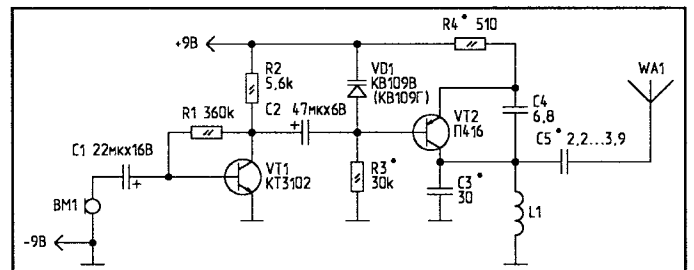 R4* 510
+9В
R2
5,6k
VD1
КВ109В
(КВ109Г)
WA1
R1 360k
C2 47мкх6В
VT2
П416
C4
6,8
C5* 2,2...3,9
C1 22мкх16В
VT1
КТ3102
R3*
30k
C3*
30
L1
ВМ1
-9В